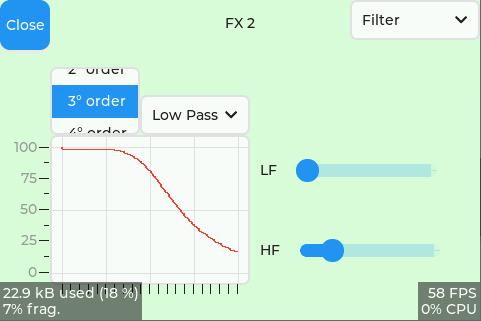 Close
FX 2
Filter
2° order
3° order
4° order
Low Pass
100
75
50
25
0
LF
HF
22.9 kB used (18 %)
7% frag.
58 FPS
0% CPU